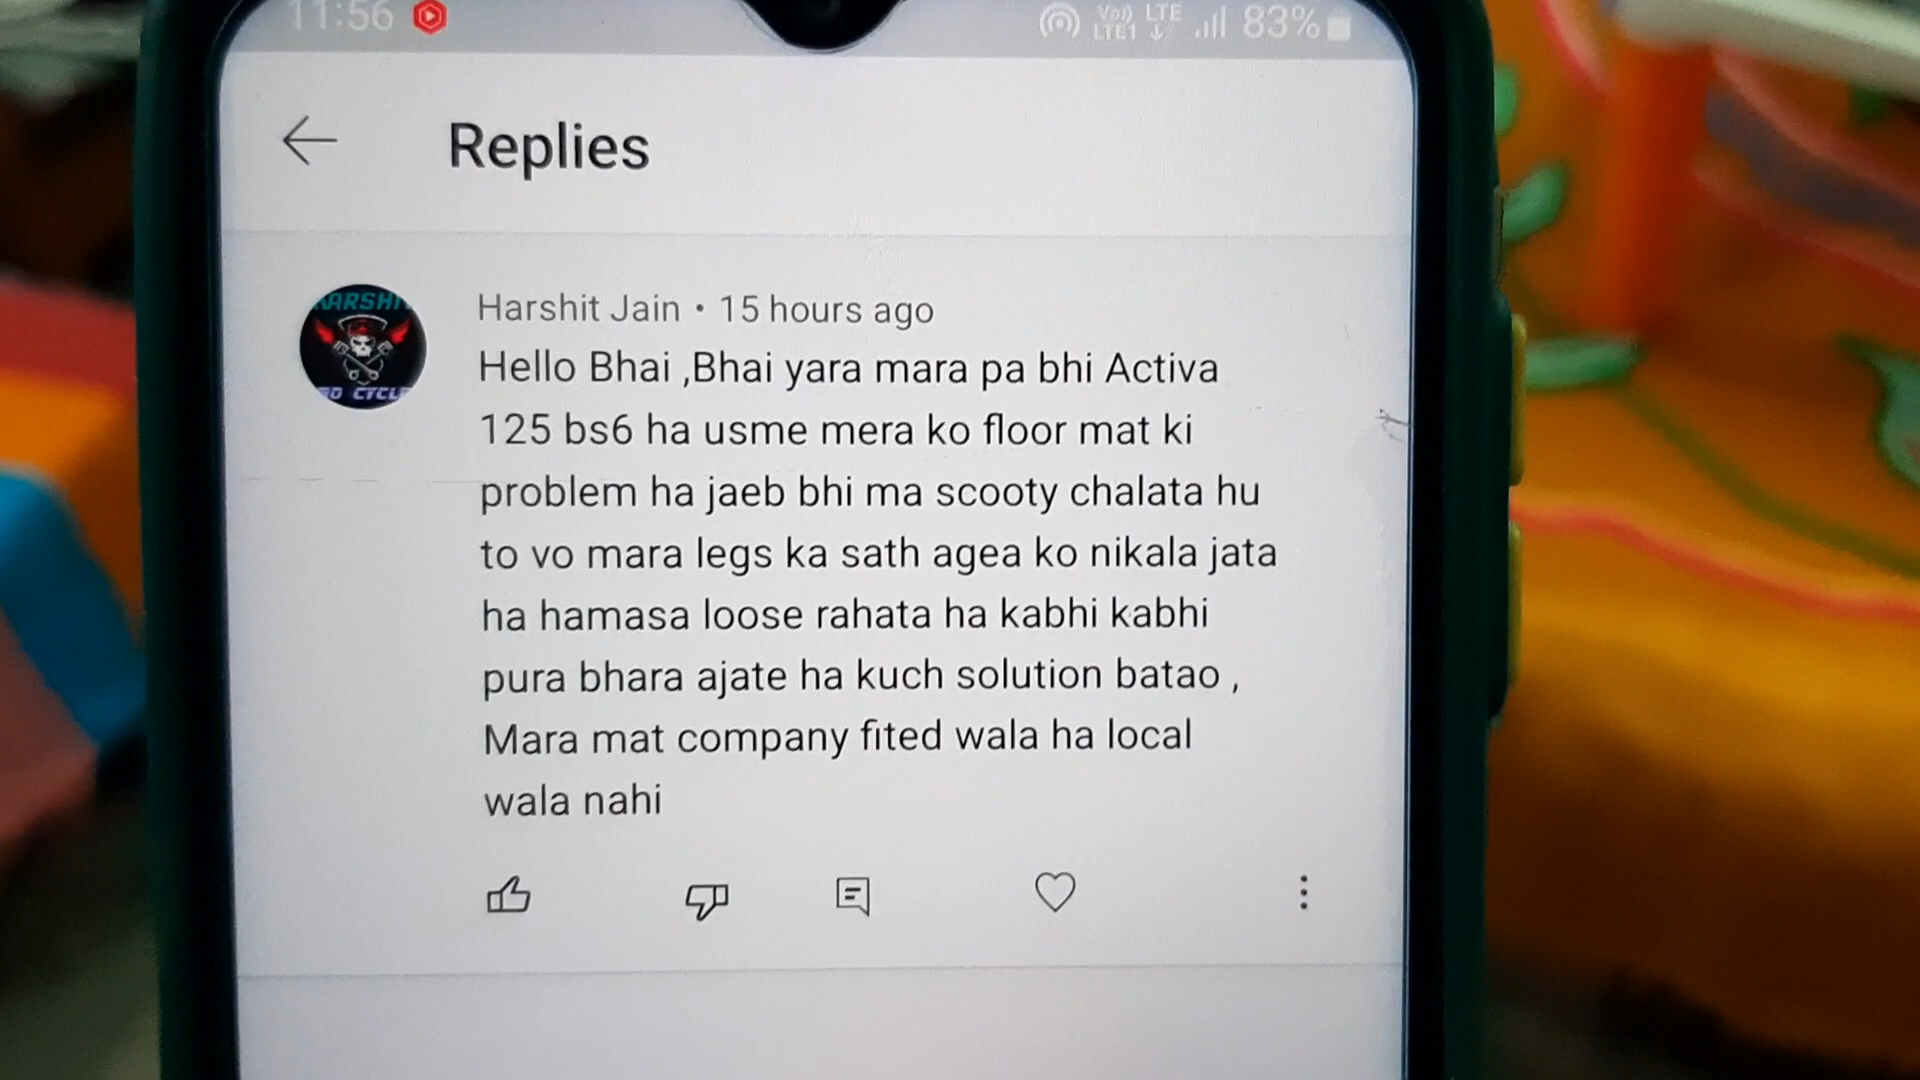 11:56 Vo)) LTE 83%
LTE1
Replies
Harshit Jain • 15 hours ago
Hello Bhai ,Bhai yara mara pa bhi Activa
125 bs6 ha usme mera ko floor mat ki
problem ha jaeb bhi ma scooty chalata hu
to vo mara legs ka sath agea ko nikala jata
ha hamasa loose rahata ha kabhi kabhi
pura bhara ajate ha kuch solution batao ,
Mara mat company fited wala ha local
wala nahi